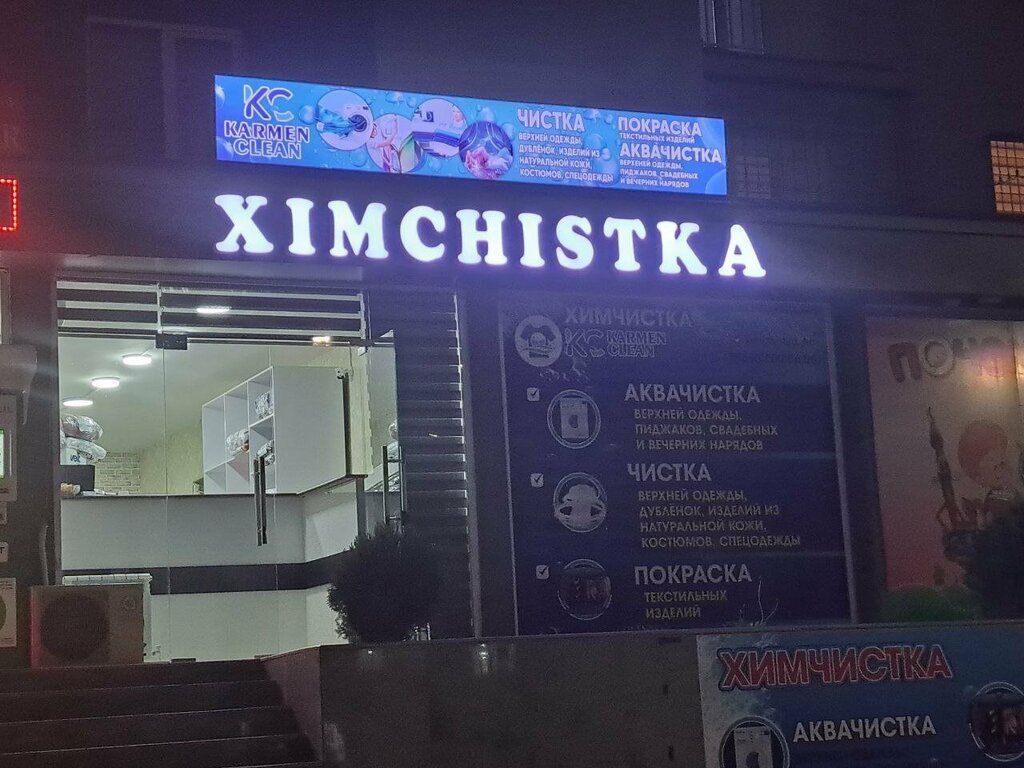 KC
KARMEN
CLEAN
ЧИСТКА
ВЕРХНЕЙ ОДЕЖДЫ,
ДУБЛЁНОК, ИЗДЕЛИЙ ИЗ
НАТУРАЛЬНОЙ КОЖИ,
КОСТЮМОВ, СПЕЦОДЕЖДЫ
ПОКРАСКА
ТЕКСТИЛЬНЫХ ИЗДЕЛИЙ
АКВАЧИСТКА
ВЕРХНЕЙ ОДЕЖДЫ,
ПИДЖАКОВ, СВАДЕБНЫХ
И ВЕЧЕРНИХ НАРЯДОВ
XIMCHISTKA
ХИМЧИСТКА
KC KARMEN
CLEAN
АКВАЧИСТКА
ВЕРХНЕЙ ОДЕЖДЫ,
ПИДЖАКОВ, СВАДЕБНЫХ
И ВЕЧЕРНИХ НАРЯДОВ
ЧИСТКА
ВЕРХНЕЙ ОДЕЖДЫ,
ДУБЛЁНОК, ИЗДЕЛИЙ ИЗ
НАТУРАЛЬНОЙ КОЖИ,
КОСТЮМОВ, СПЕЦОДЕЖДЫ
ПОКРАСКА
ТЕКСТИЛЬНЫХ
ИЗДЕЛИЙ
ХИМЧИСТКА
АКВАЧИСТКА